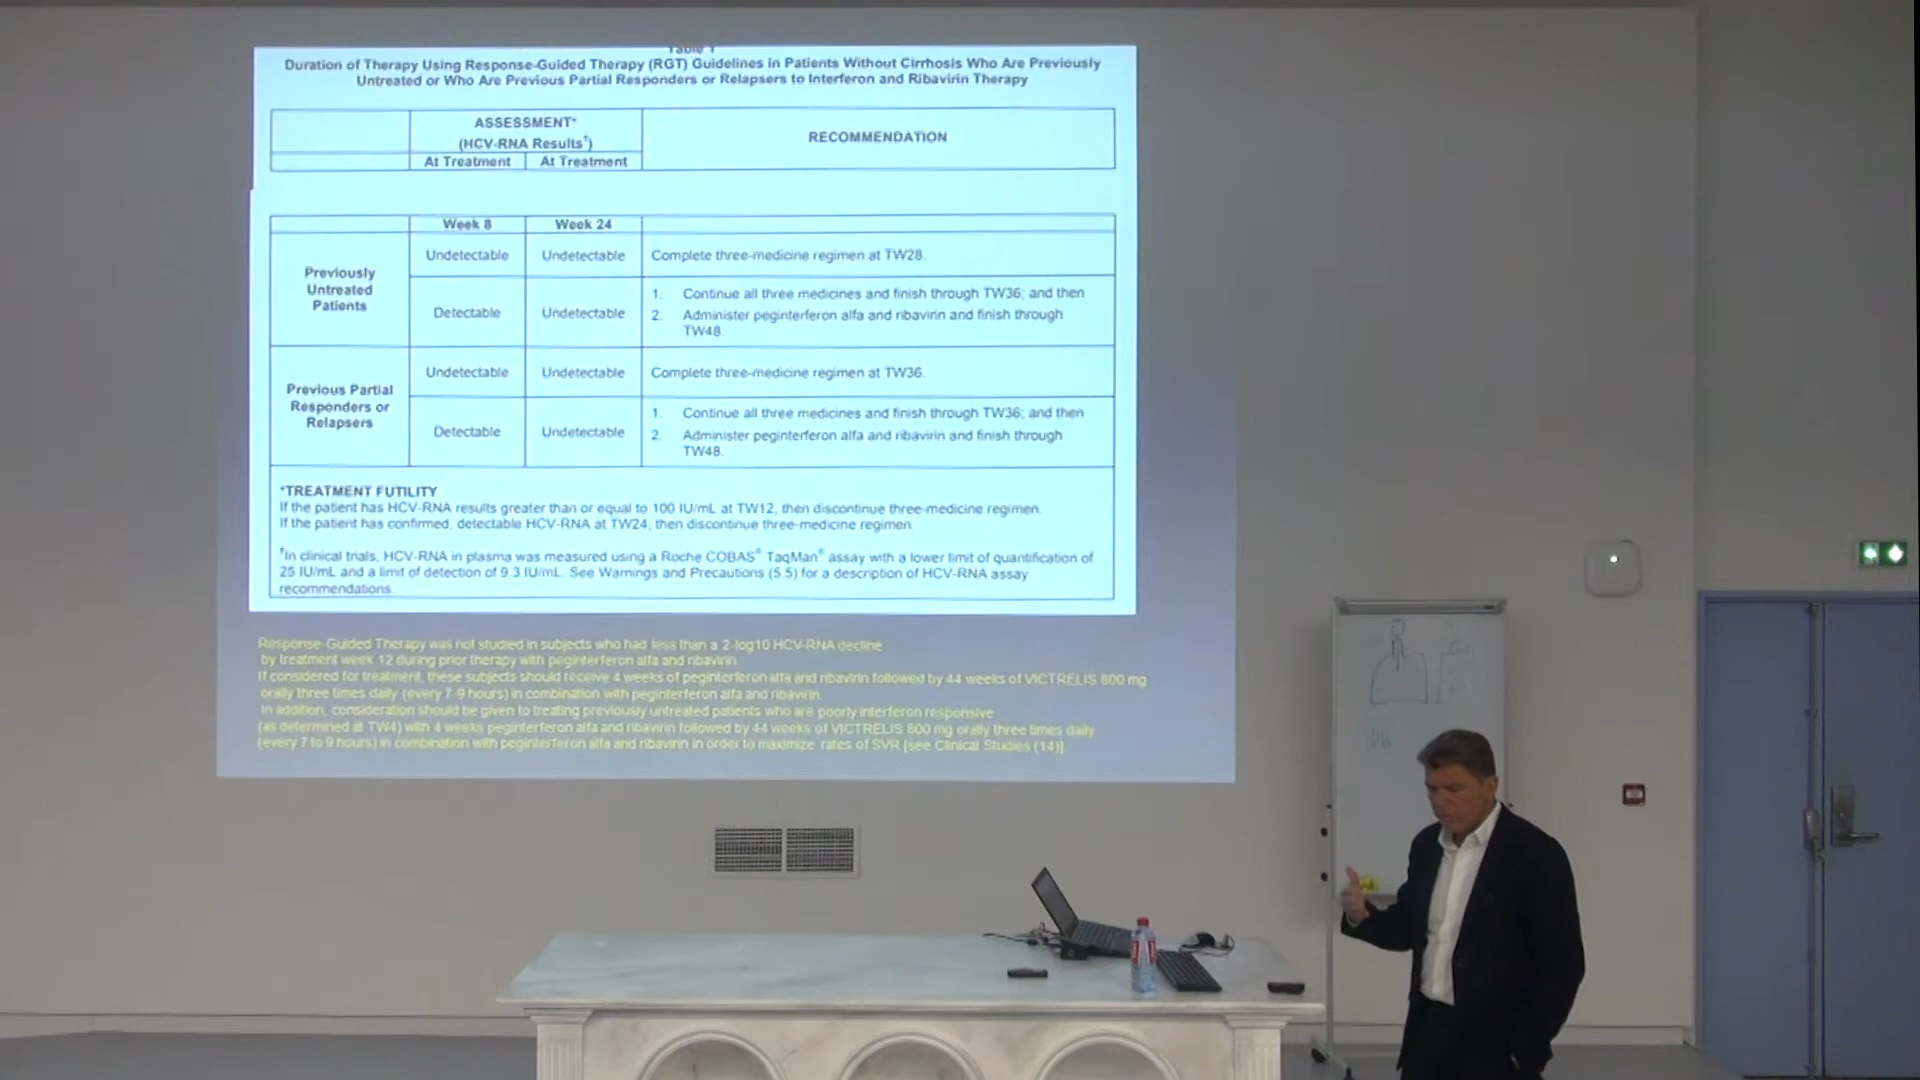 Table 1
Duration of Therapy Using Response-Guided Therapy (RGT) Guidelines in Patients Without Cirrhosis Who Are Previously
Untreated or Who Are Previous Partial Responders or Relapsers to Interferon and Ribavirin Therapy
ASSESSMENT*
(HCV-RNA Results†)
RECOMMENDATION
At Treatment
At Treatment
Week 8
Week 24
Previously
Untreated
Patients
Undetectable
Undetectable
Complete three-medicine regimen at TW28.
Detectable
Undetectable
1. Continue all three medicines and finish through TW36; and then
2. Administer peginterferon alfa and ribavirin and finish through
TW48.
Previous Partial
Responders or
Relapsers
Undetectable
Undetectable
Complete three-medicine regimen at TW36.
Detectable
Undetectable
1. Continue all three medicines and finish through TW36; and then
2. Administer peginterferon alfa and ribavirin and finish through
TW48.
*TREATMENT FUTILITY
If the patient has HCV-RNA results greater than or equal to 100 IU/mL at TW12, then discontinue three-medicine regimen.
If the patient has confirmed, detectable HCV-RNA at TW24, then discontinue three-medicine regimen.
†In clinical trials, HCV-RNA in plasma was measured using a Roche COBAS® TaqMan® assay with a lower limit of quantification of
25 IU/mL and a limit of detection of 9.3 IU/mL. See Warnings and Precautions (5.5) for a description of HCV-RNA assay
recommendations.
Response-Guided Therapy was not studied in subjects who had less than a 2-log10 HCV-RNA decline
by treatment week 12 during prior therapy with peginterferon alfa and ribavirin.
If considered for treatment, these subjects should receive 4 weeks of peginterferon alfa and ribavirin followed by 44 weeks of VICTRELIS 800 mg
orally three times daily (every 7-9 hours) in combination with peginterferon alfa and ribavirin.
In addition, consideration should be given to treating previously untreated patients who are poorly interferon responsive
(as determined at TW4) with 4 weeks peginterferon alfa and ribavirin followed by 44 weeks of VICTRELIS 800 mg orally three times daily
(every 7 to 9 hours) in combination with peginterferon alfa and ribavirin in order to maximize rates of SVR [see Clinical Studies (14)].